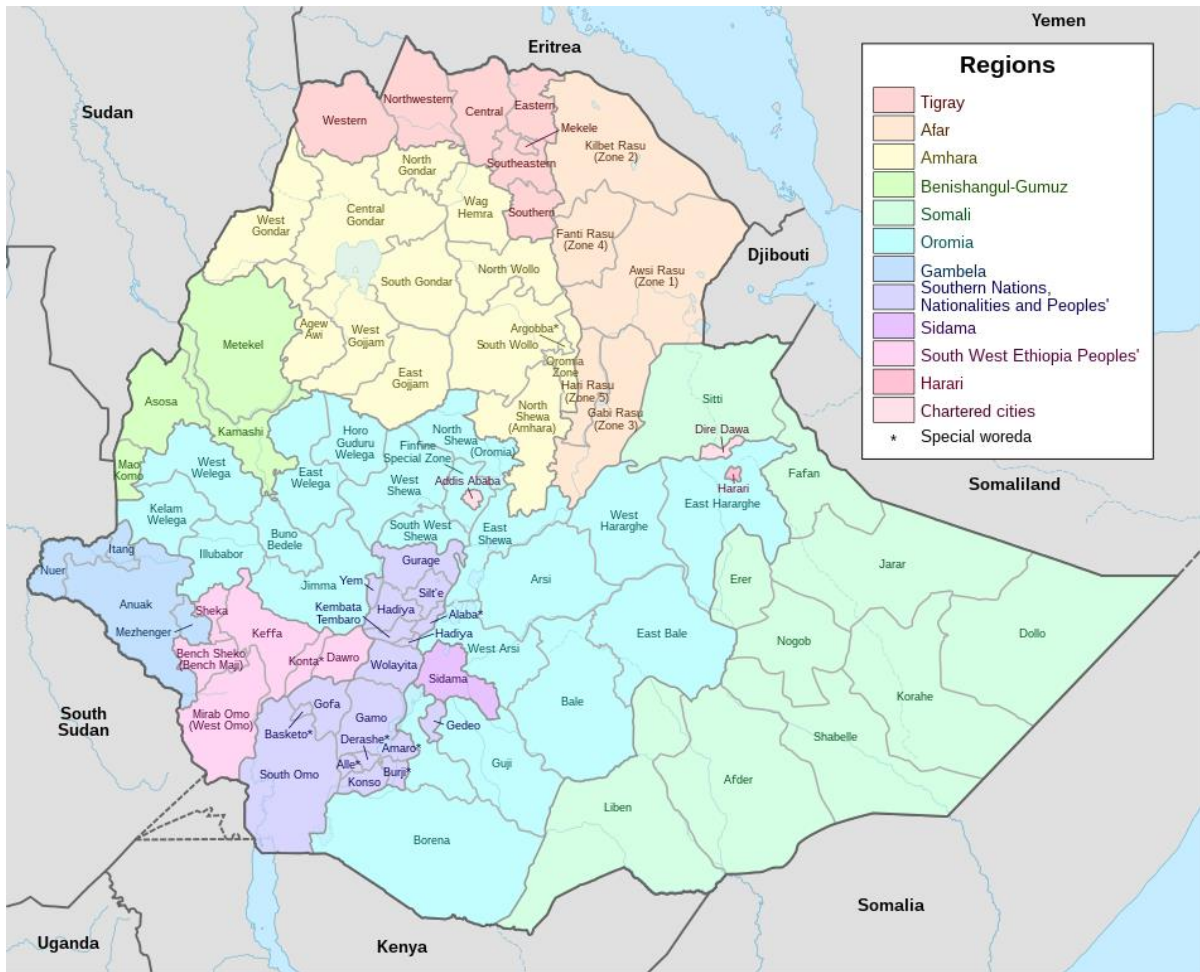 Yemen
Eritrea
Sudan
Djibouti
Somaliland
Somalia
Kenya
Uganda
South
Sudan
Regions
Tigray
Afar
Amhara
Benishangul-Gumuz
Somali
Oromia
Gambela
Southern Nations,
Nationalities and Peoples'
Sidama
South West Ethiopia Peoples'
Harari
Chartered cities
* Special woreda
Western
Northwestern
Central
Eastern
Mekele
Southeastern
Southern
Kilbet Rasu
(Zone 2)
Fanti Rasu
(Zone 4)
Awsi Rasu
(Zone 1)
Hari Rasu
(Zone 5)
Gabi Rasu
(Zone 3)
North
Gondar
West
Gondar
Central
Gondar
Wag
Hemra
South Gondar
North Wollo
Agew
Awi
West
Gojjam
East
Gojjam
Argobba*
South Wollo
Oromia
Zone
North
Shewa
(Amhara)
Metekel
Asosa
Kamashi
Mao
Komo
Sitti
Dire Dawa
Harari
Fafan
Jarar
Erer
Nogob
Dollo
Korahe
Shabelle
Afder
Liben
West
Welega
East
Welega
Horo
Guduru
Welega
North
Shewa
(Oromia)
Finfine
Special Zone
Addis Ababa
West
Shewa
South West
Shewa
East
Shewa
Kelam
Welega
Illubabor
Buno
Bedele
Jimma
Arsi
West
Hararghe
East Hararghe
East Bale
West Arsi
Bale
Guji
Borena
Itang
Nuer
Anuak
Mezhenger
Sheka
Keffa
Bench Sheko
(Bench Maji)
Konta*
Dawro
Mirab Omo
(West Omo)
Yem
Gurage
Silt'e
Hadiya
Kembata
Tembaro
Alaba*
Hadiya
Wolayita
Sidama
Gedeo
Gofa
Gamo
Basketo*
Derashe*
Amaro*
Alle*
Burji*
Konso
South Omo